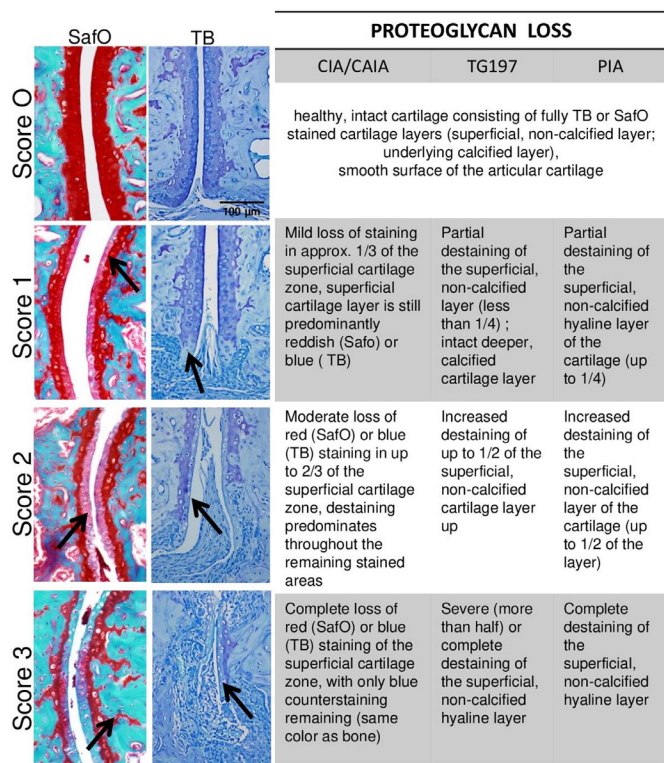 SafO
TB
PROTEOGLYCAN LOSS
CIA/CAIA
TG197
PIA
Score O
healthy, intact cartilage consisting of fully TB or SafO
stained cartilage layers (superficial, non-calcified layer;
underlying calcified layer),
smooth surface of the articular cartilage
100 µm
Score 1
Mild loss of staining
in approx. 1/3 of the
superficial cartilage
zone, superficial
cartilage layer is still
predominantly
reddish (Safo) or
blue ( TB)
Partial
destaining of
the superficial,
non-calcified
layer (less
than 1/4) ;
intact deeper,
calcified
cartilage layer
Partial
destaining of
the
superficial,
non-calcified
hyaline layer
of the
cartilage (up
to 1/4)
Score 2
Moderate loss of
red (SafO) or blue
(TB) staining in up
to 2/3 of the
superficial cartilage
zone, destaining
predominates
throughout the
remaining stained
areas
Increased
destaining of
up to 1/2 of the
superficial,
non-calcified
cartilage layer
up
Increased
destaining of
the
superficial,
non-calcified
layer of the
cartilage (up
to 1/2 of the
layer)
Score 3
Complete loss of
red (SafO) or blue
(TB) staining of the
superficial cartilage
zone, with only blue
counterstaining
remaining (same
color as bone)
Severe (more
than half) or
complete
destaining of
the superficial,
non-calcified
hyaline layer
Complete
destaining of
the
superficial,
non-calcified
hyaline layer